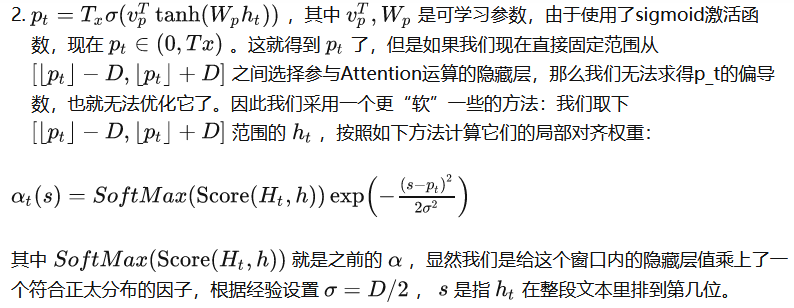 2. $p_t = T_x \sigma(v_p^T \tanh(W_p h_t))$ ，其中 $v_p^T, W_p$ 是可学习参数，由于使用了sigmoid激活函
数，现在 $p_t \in (0, Tx)$ 。这就得到 $p_t$ 了，但是如果我们现在直接固定范围从
$[\lfloor p_t \rfloor - D, \lfloor p_t \rfloor + D]$ 之间选择参与Attention运算的隐藏层，那么我们无法求得p_t的偏导
数，也就无法优化它了。因此我们采用一个更“软”一些的方法：我们取下
$[\lfloor p_t \rfloor - D, \lfloor p_t \rfloor + D]$ 范围的 $h_t$ ，按照如下方法计算它们的局部对齐权重：
$\alpha_t(s) = SoftMax(\mathrm{Score}(H_t, h)) \exp\left(-\frac{(s-p_t)^2}{2\sigma^2}\right)$
其中 $SoftMax(\mathrm{Score}(H_t, h))$ 就是之前的 $\alpha$ ，显然我们是给这个窗口内的隐藏层值乘上了一
个符合正太分布的因子，根据经验设置 $\sigma = D/2$ ， $s$ 是指 $h_t$ 在整段文本里排到第几位。